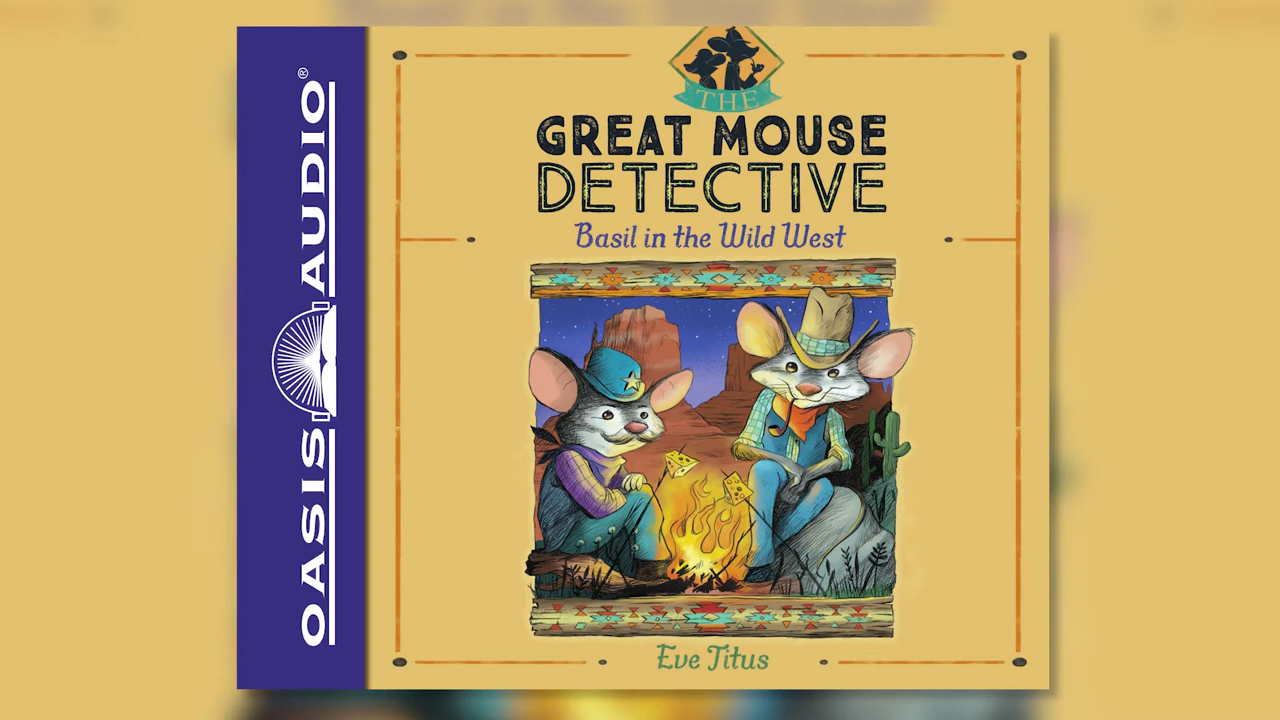 OASIS AUDIO®
THE
GREAT MOUSE
DETECTIVE
Basil in the Wild West
Eve Titus